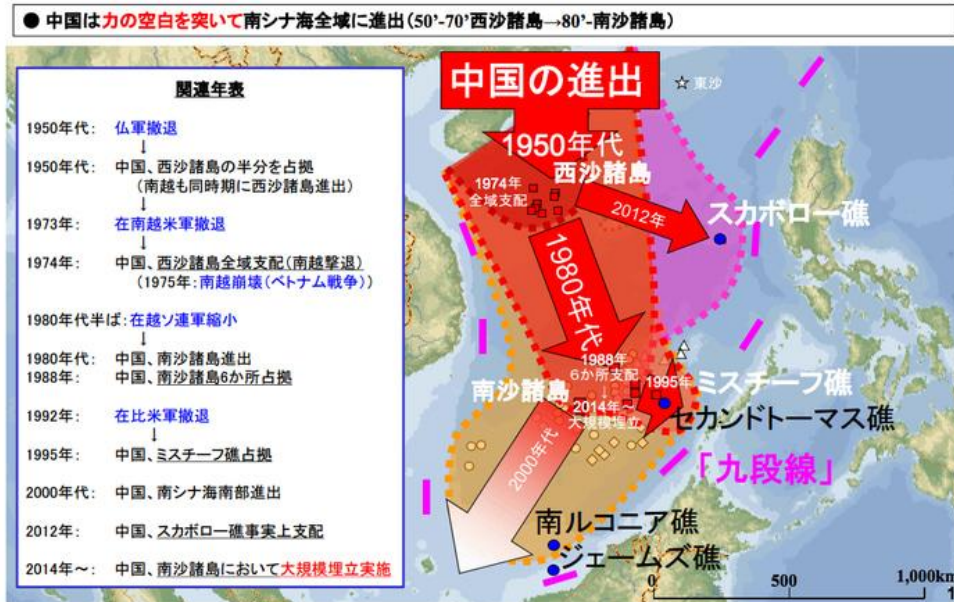 ● 中国は力の空白を突いて南シナ海全域に進出(50’-70’西沙諸島→80’-南沙諸島)
関連年表
1950年代: 仏軍撤退
↓
1950年代: 中国、西沙諸島の半分を占拠
(南越も同時期に西沙諸島進出)
↓
1973年: 在南越米軍撤退
↓
1974年: 中国、西沙諸島全域支配(南越撃退)
(1975年:南越崩壊(ベトナム戦争))
1980年代半ば:在越ソ連軍縮小
↓
1980年代: 中国、南沙諸島進出
1988年: 中国、南沙諸島6か所占拠
1992年: 在比米軍撤退
↓
1995年: 中国、ミスチーフ礁占拠
2000年代: 中国、南シナ海南部進出
2012年: 中国、スカボロー礁事実上支配
2014年~: 中国、南沙諸島において大規模埋立実施
中国の進出
東沙
1950年代
西沙諸島
1974年
全域支配
2012年
スカボロー礁
1980年代
1988年
6か所支配
↓
2014年~
大規模埋立
南沙諸島
1995年
ミスチーフ礁
セカンドトーマス礁
2000年代
「九段線」
南ルコニア礁
ジェームズ礁
0 500 1,000km
1